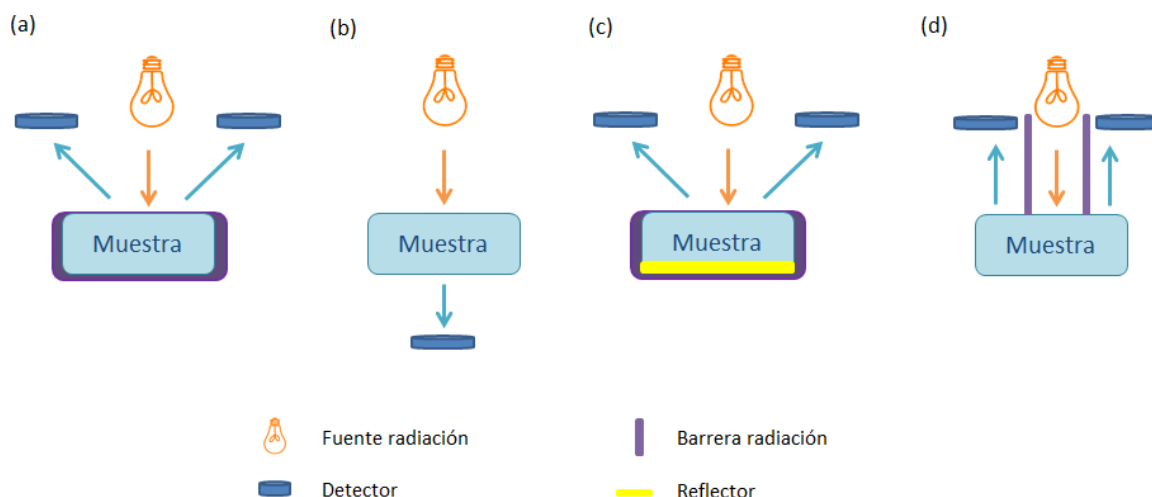 (a)
(b)
(c)
(d)
Muestra
Muestra
Muestra
Muestra
Fuente radiación
Barrera radiación
Detector
Reflector